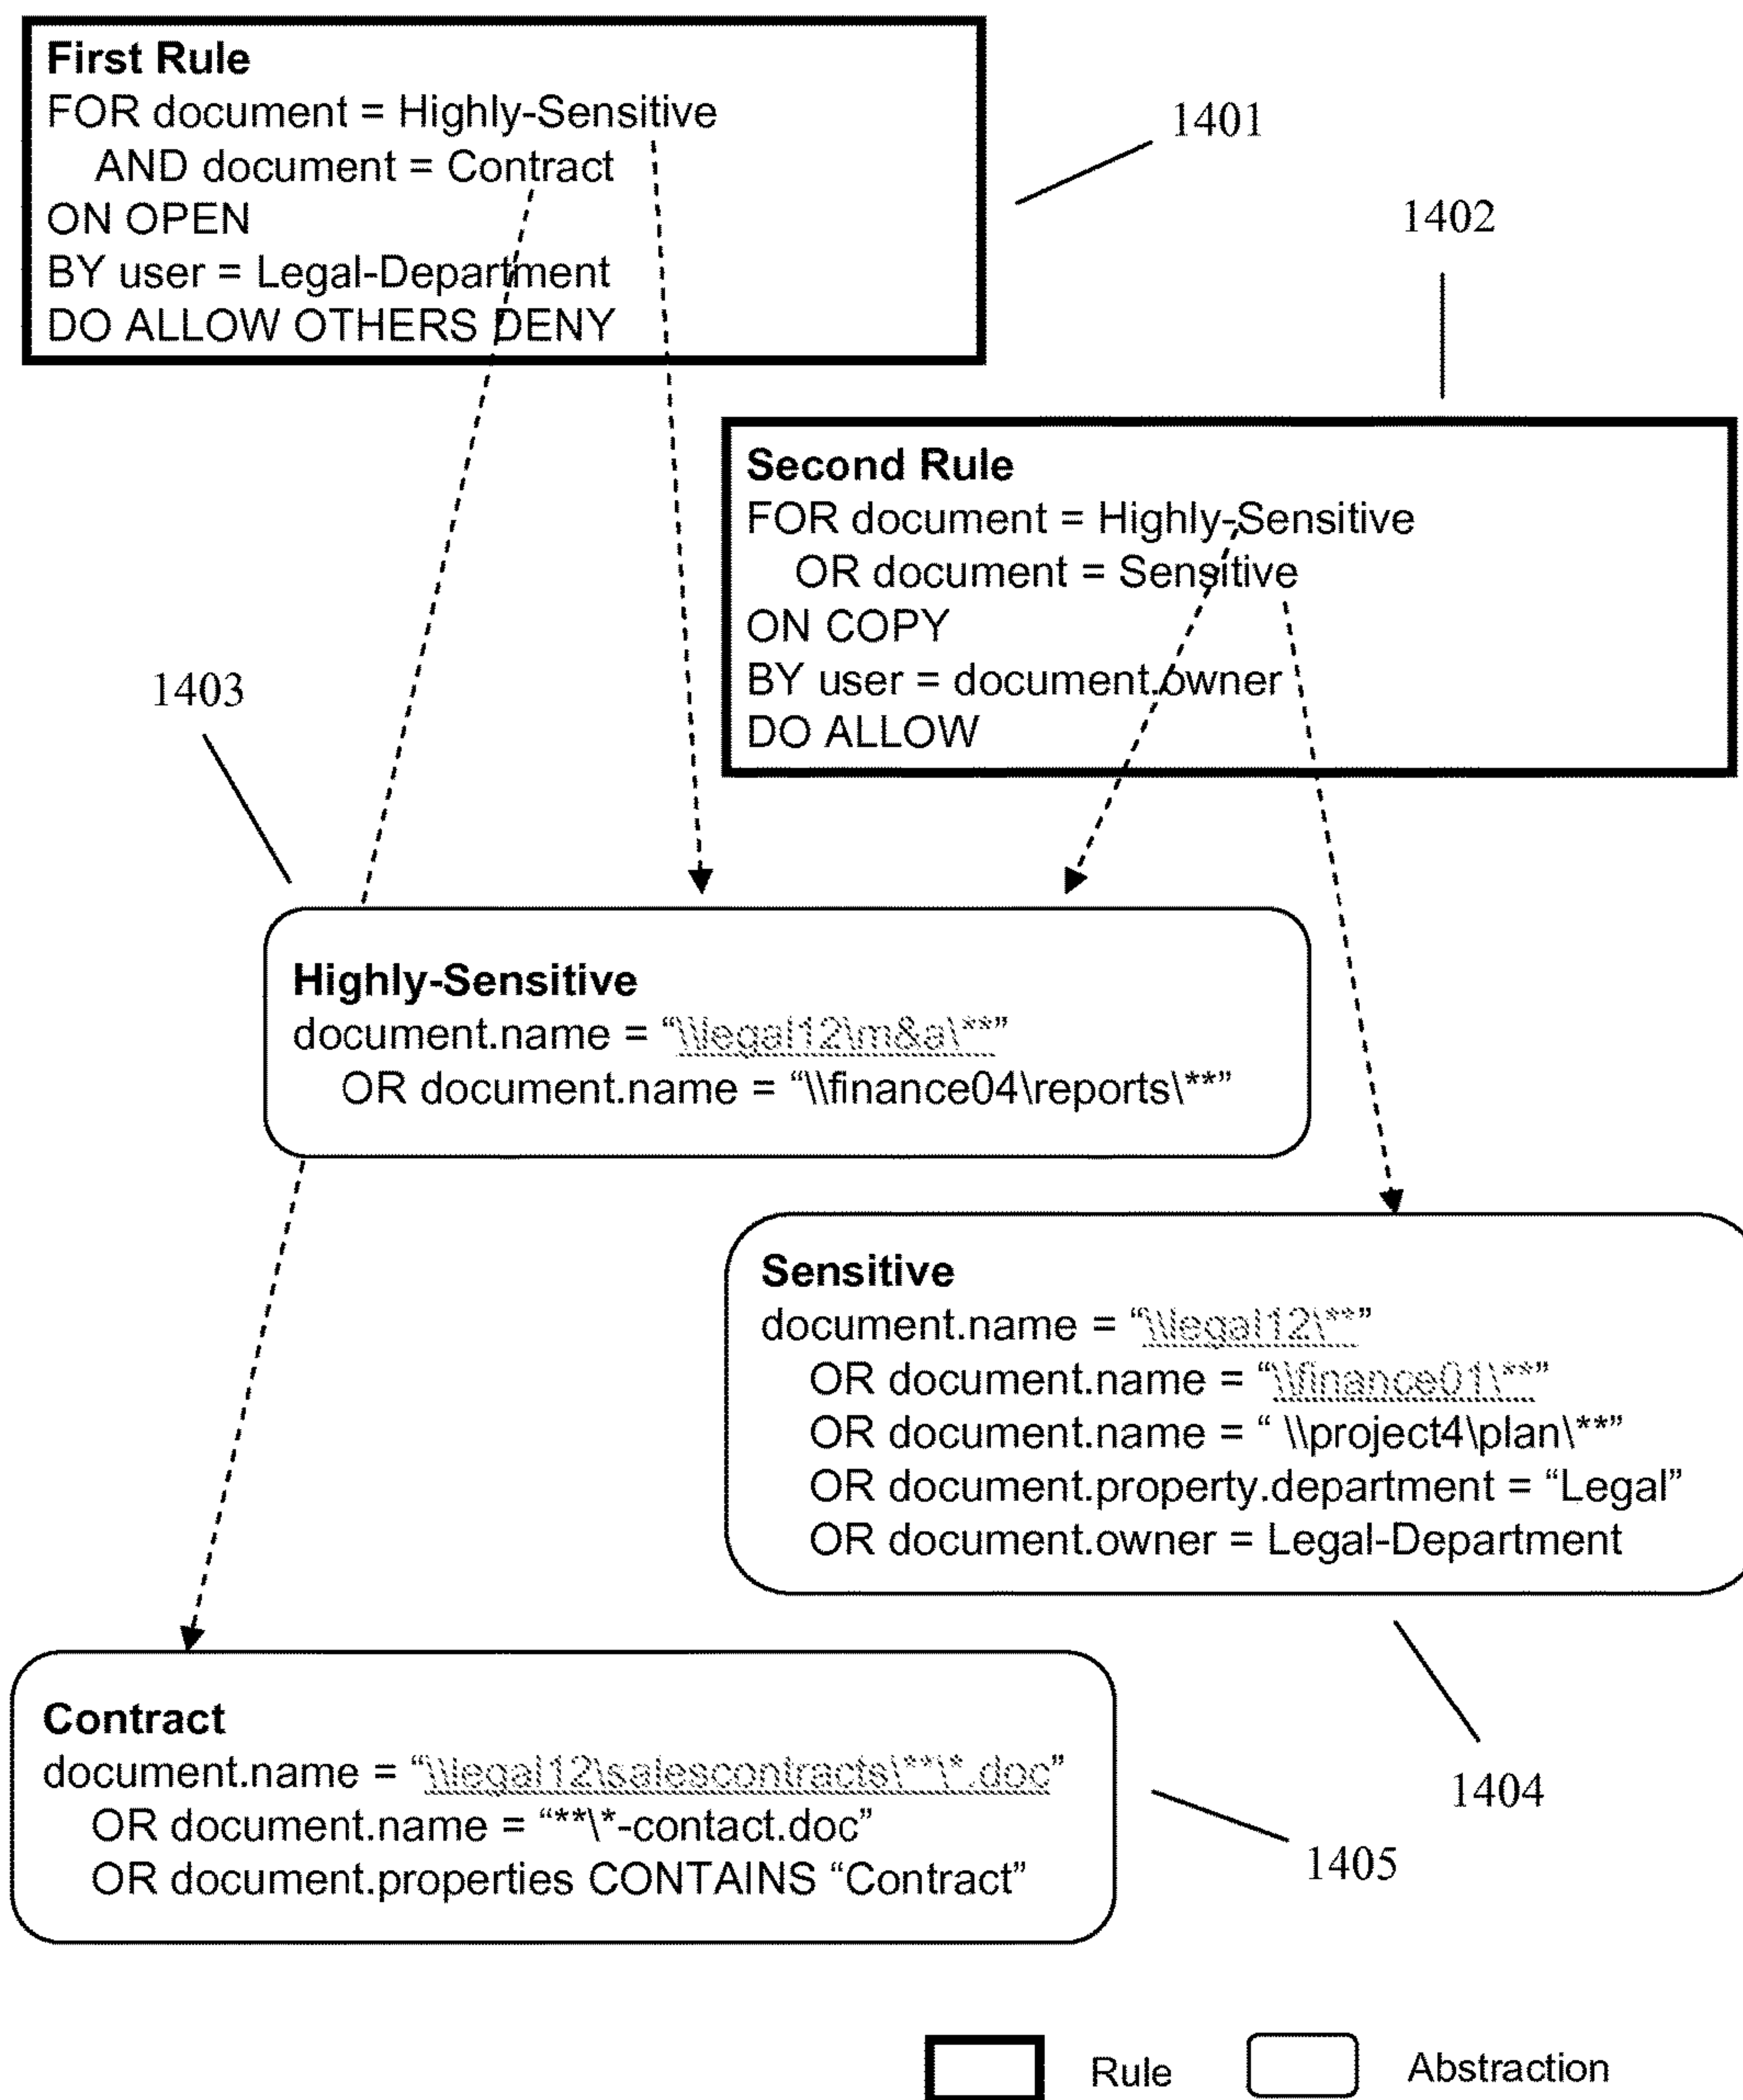 First Rule
FOR document = Highly-Sensitive
AND document = Contract
ON OPEN
BY user = Legal-Department
DO ALLOW OTHERS DENY
1401
1402
Second Rule
FOR document = Highly-Sensitive
OR document = Sensitive
ON COPY
BY user = document.owner
DO ALLOW
1403
Highly-Sensitive
document.name = “\\legal12\m&a\**”
OR document.name = “\\finance04\reports\**”
Sensitive
document.name = “\\legal12\**”
OR document.name = “\\finance01\**”
OR document.name = “ \\project4\plan\**”
OR document.property.department = “Legal”
OR document.owner = Legal-Department
1404
Contract
document.name = “\\legal12\salescontracts\**\*.doc”
OR document.name = “**\*-contact.doc”
OR document.properties CONTAINS “Contract”
1405
Rule
Abstraction